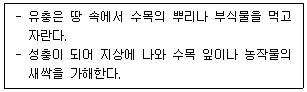 - 유충은 땅 속에서 수목의 뿌리나 부식물을 먹고
자란다.
- 성충이 되어 지상에 나와 수목 잎이나 농작물의
새싹을 가해한다.